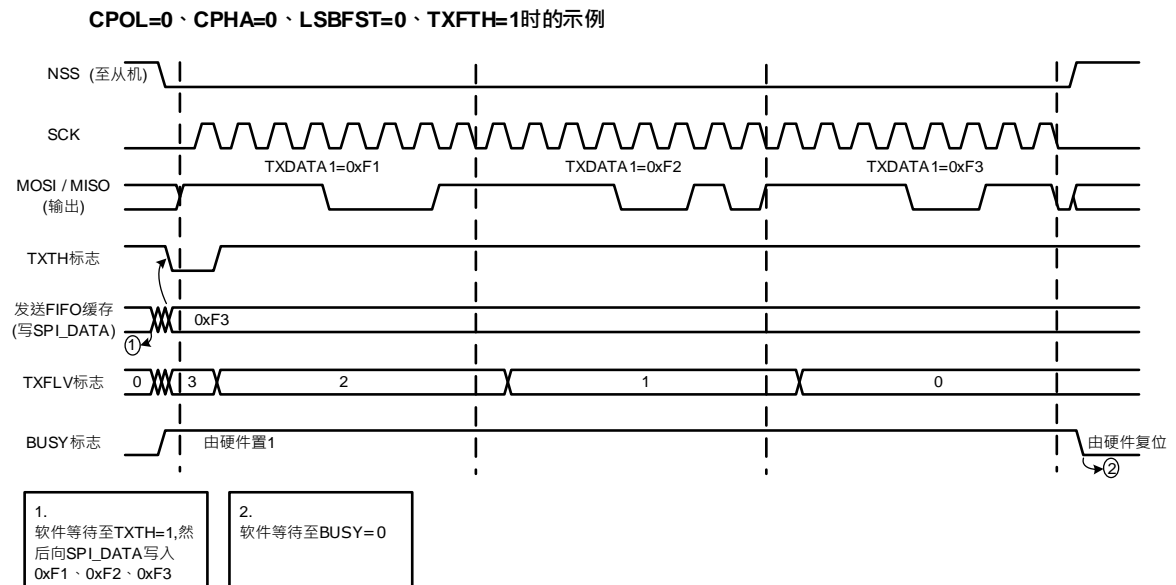 CPOL=0、CPHA=0、LSBFST=0、TXFTH=1时的示例
NSS (至从机)
SCK
TXDATA1=0xF1
TXDATA1=0xF2
TXDATA1=0xF3
MOSI / MISO
(输出)
TXTH标志
发送FIFO缓存
(写SPI_DATA)
0xF3
①
TXFLV标志
0
3
2
1
0
BUSY标志
由硬件置1
由硬件复位
②
1.
软件等待至TXTH=1,然
后向SPI_DATA写入
0xF1、0xF2、0xF3
2.
软件等待至BUSY=0